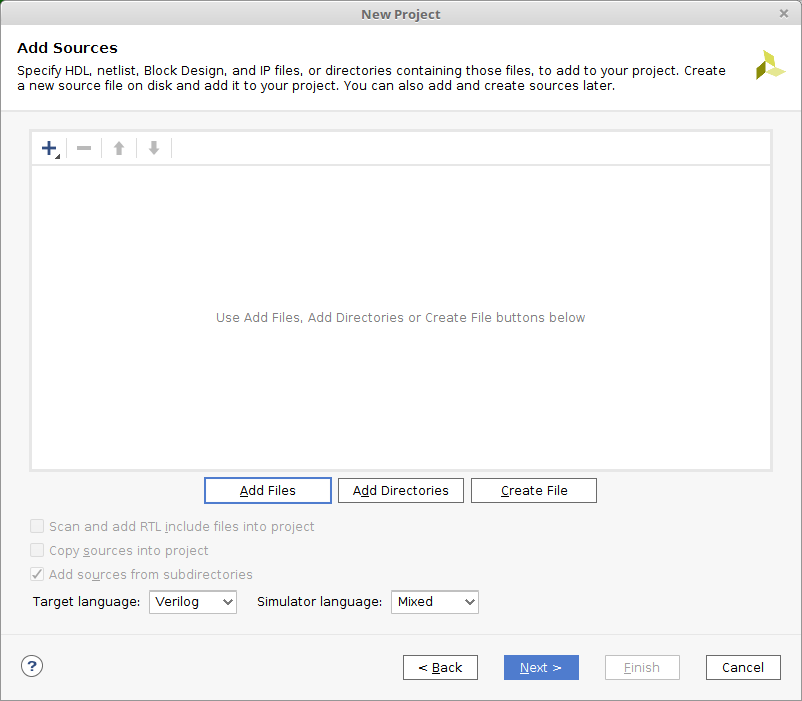 New Project
Add Sources
Specify HDL, netlist, Block Design, and IP files, or directories containing those files, to add to your project. Create
a new source file on disk and add it to your project. You can also add and create sources later.
Use Add Files, Add Directories or Create File buttons below
Add Files Add Directories Create File
Scan and add RTL include files into project
Copy sources into project
Add sources from subdirectories
Target language: Verilog Simulator language: Mixed
? < Back Next > Finish Cancel